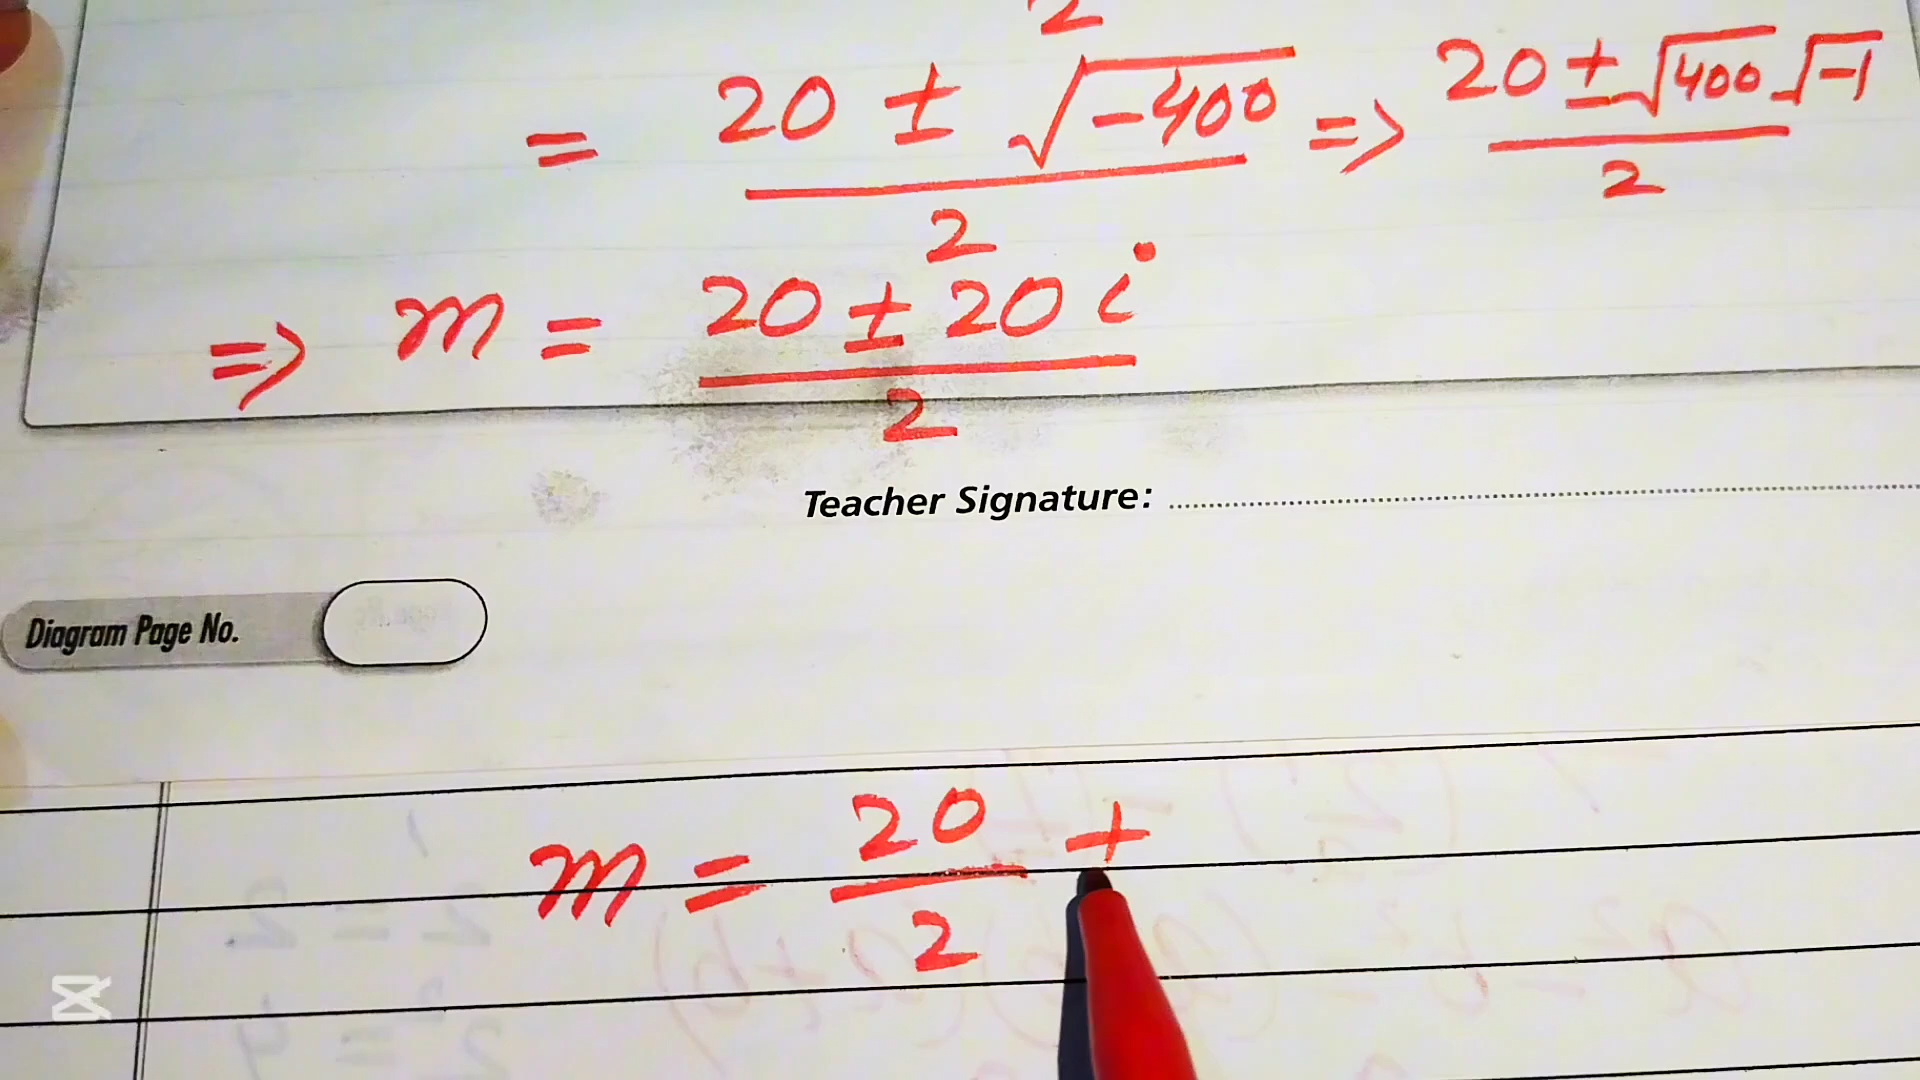 2
= 20 ± √-400 / 2 => 20 ± √400 √-1 / 2
=> m = 20 ± 20 i / 2
Teacher Signature: ........................
Diagram Page No.
m = 20 / 2 +